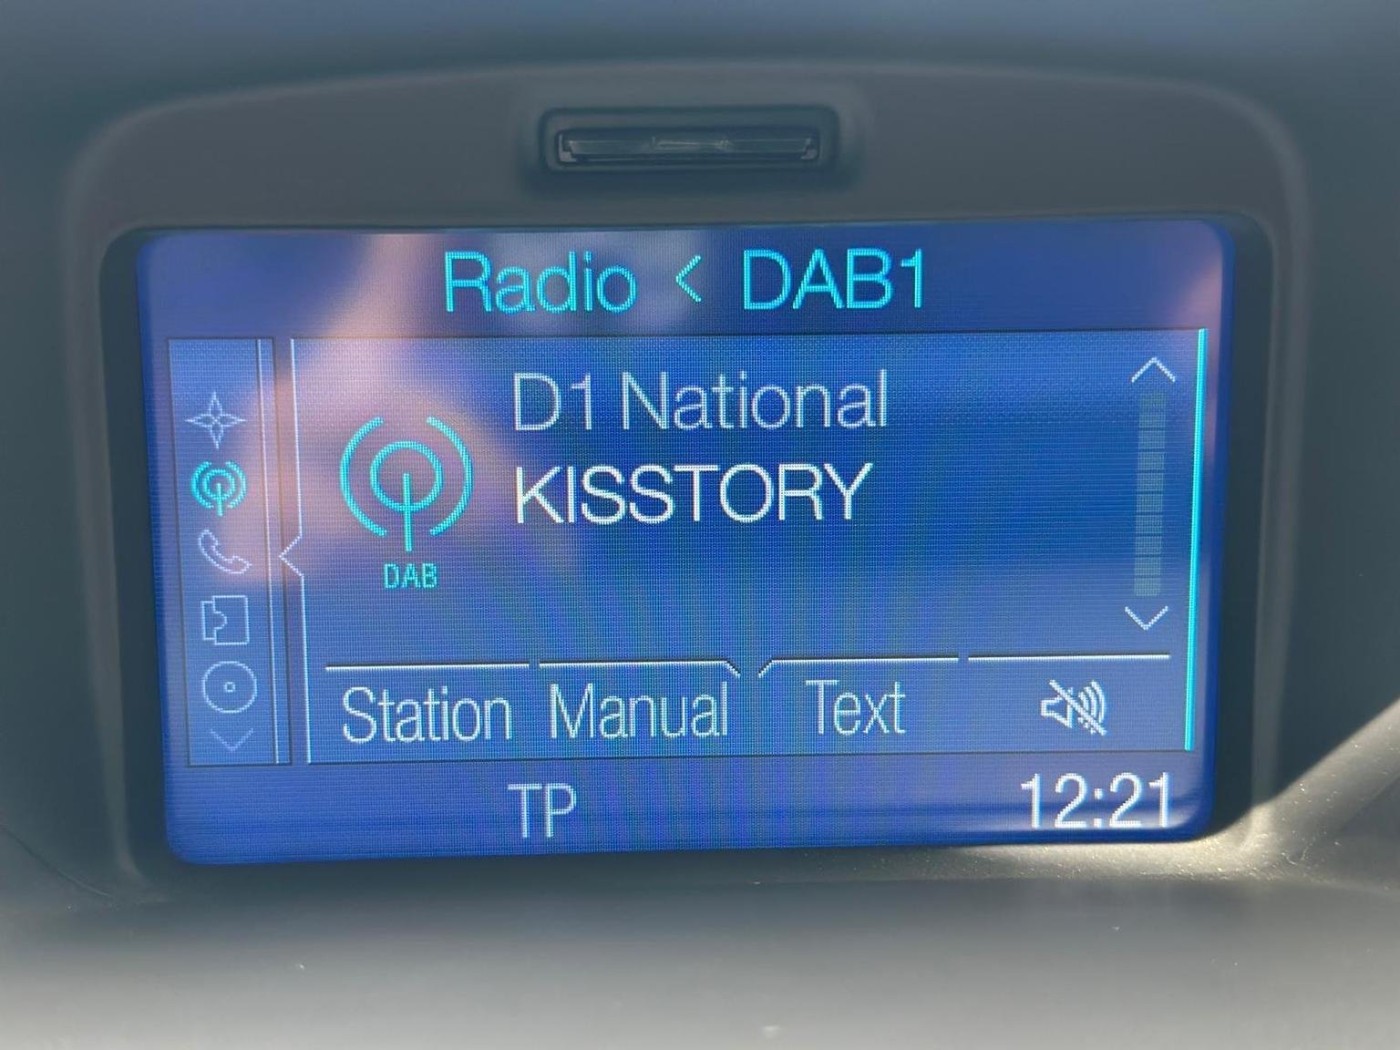 Radio < DAB1
D1 National
KISSTORY
DAB
Station Manual Text
TP 12:21